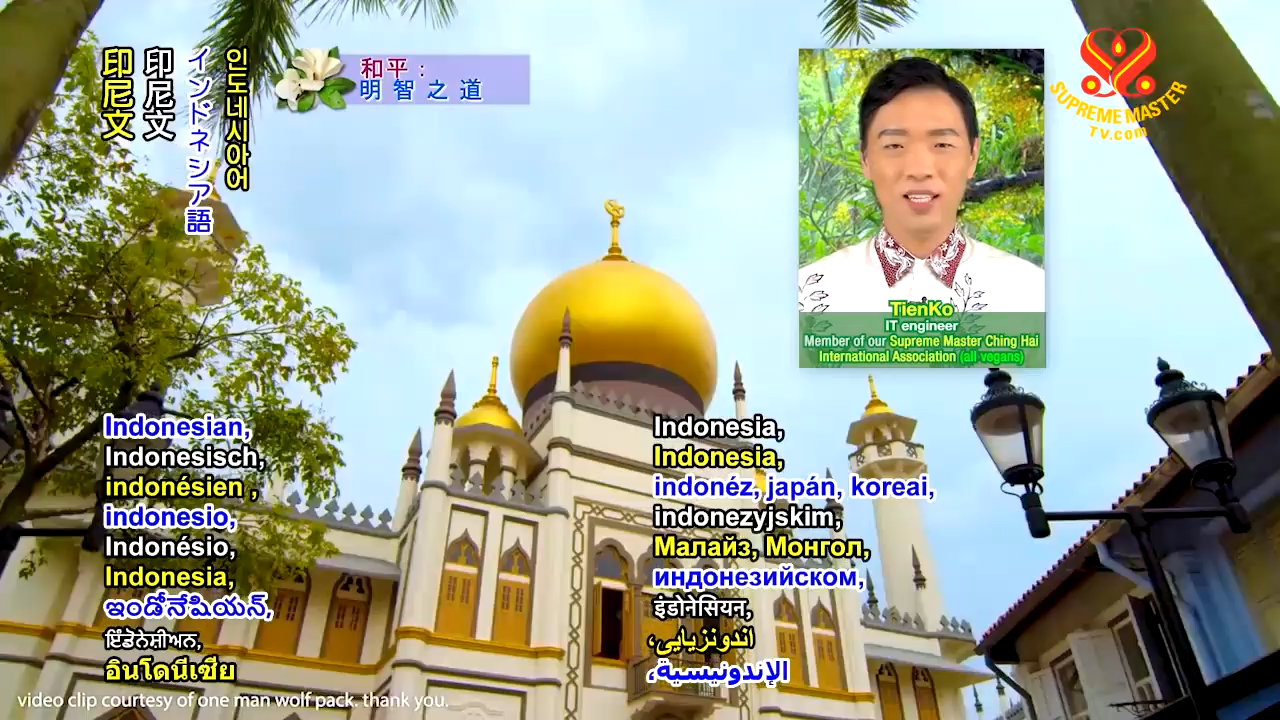 印尼文
印尼文
インドネシア語
인도네시아어
和平：
明智之道
SUPREME MASTER
TV.com
TienKo
IT engineer
Member of our Supreme Master Ching Hai
International Association (all vegans)
Indonesian,
Indonesisch,
indonésien ,
indonesio,
Indonésio,
Indonesia,
ఇండోనేషియన్,
ਇੰਡੋਨੇਸ਼ੀਅਨ,
อินโดนีเซีย
Indonesia,
Indonesia,
indonéz, japán, koreai,
indonezyjskim,
Малайз, Монгол,
индонезийском,
इंडोनेसियन,
اندونزیایی،
الإندونيسية،
video clip courtesy of one man wolf pack. thank you.